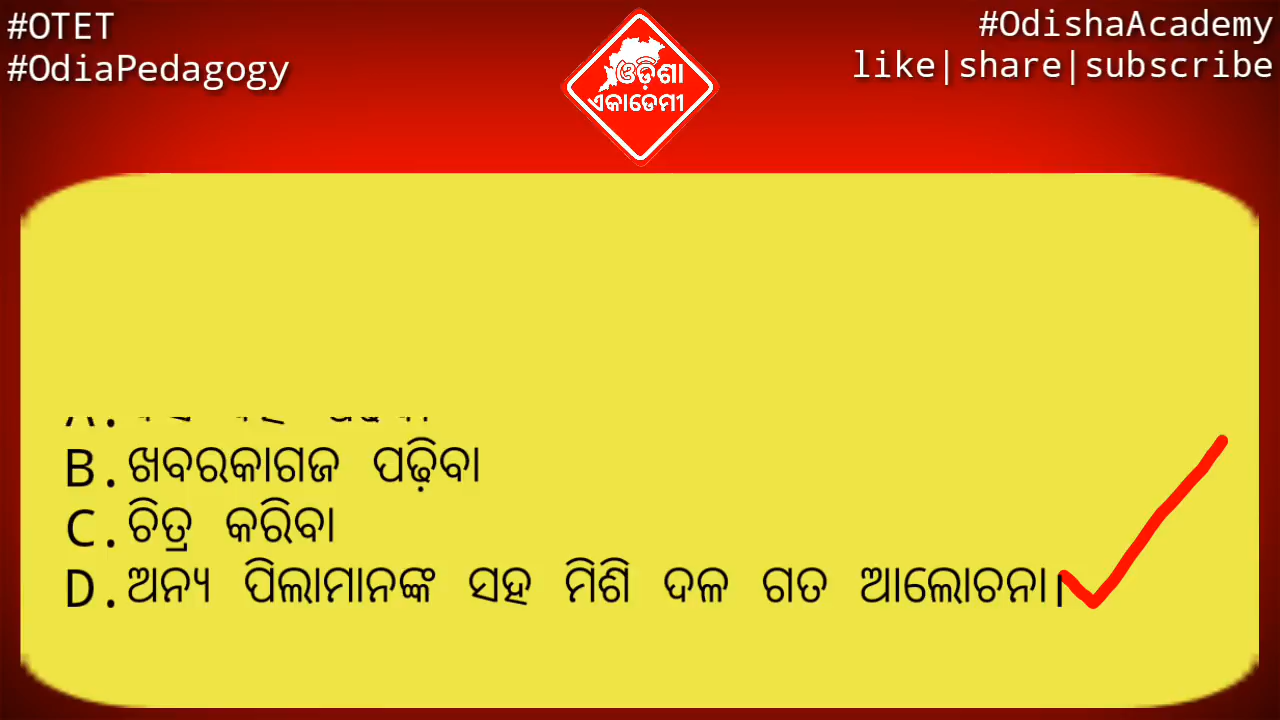 #OTET
#OdiaPedagogy
#OdishaAcademy
like|share|subscribe
ଓଡ଼ିଶା
ଏକାଡେମୀ
B.ଖବରକାଗଜ ପଢ଼ିବା
C.ଚିତ୍ର କରିବା
D.ଅନ୍ୟ ପିଲାମାନଙ୍କ ସହ ମିଶି ଦଳ ଗତ ଆଲୋଚନା।